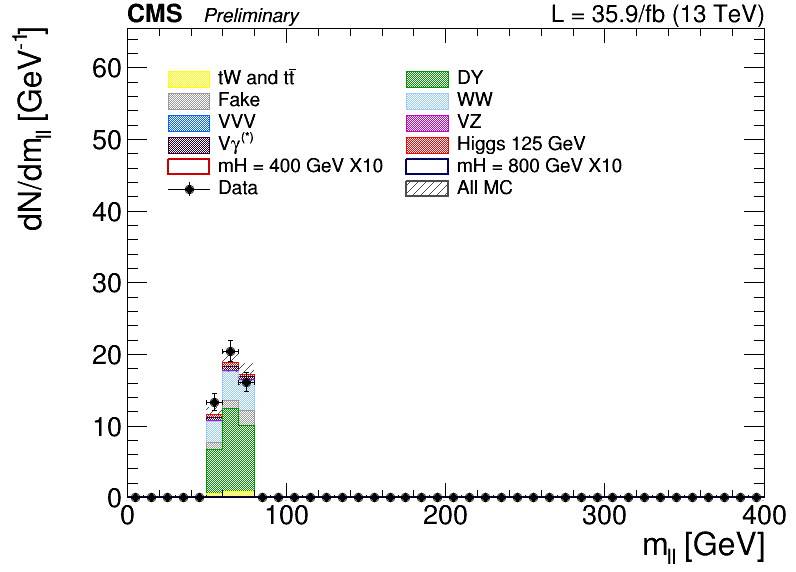 CMS Preliminary L = 35.9/fb (13 TeV)
dN/dm_ll [GeV⁻¹]
60
50
40
30
20
10
0
tW and tt̄ DY
Fake WW
VVV VZ
Vγ⁽*⁾ Higgs 125 GeV
mH = 400 GeV X10 mH = 800 GeV X10
Data All MC
0 100 200 300 400
m_ll [GeV]